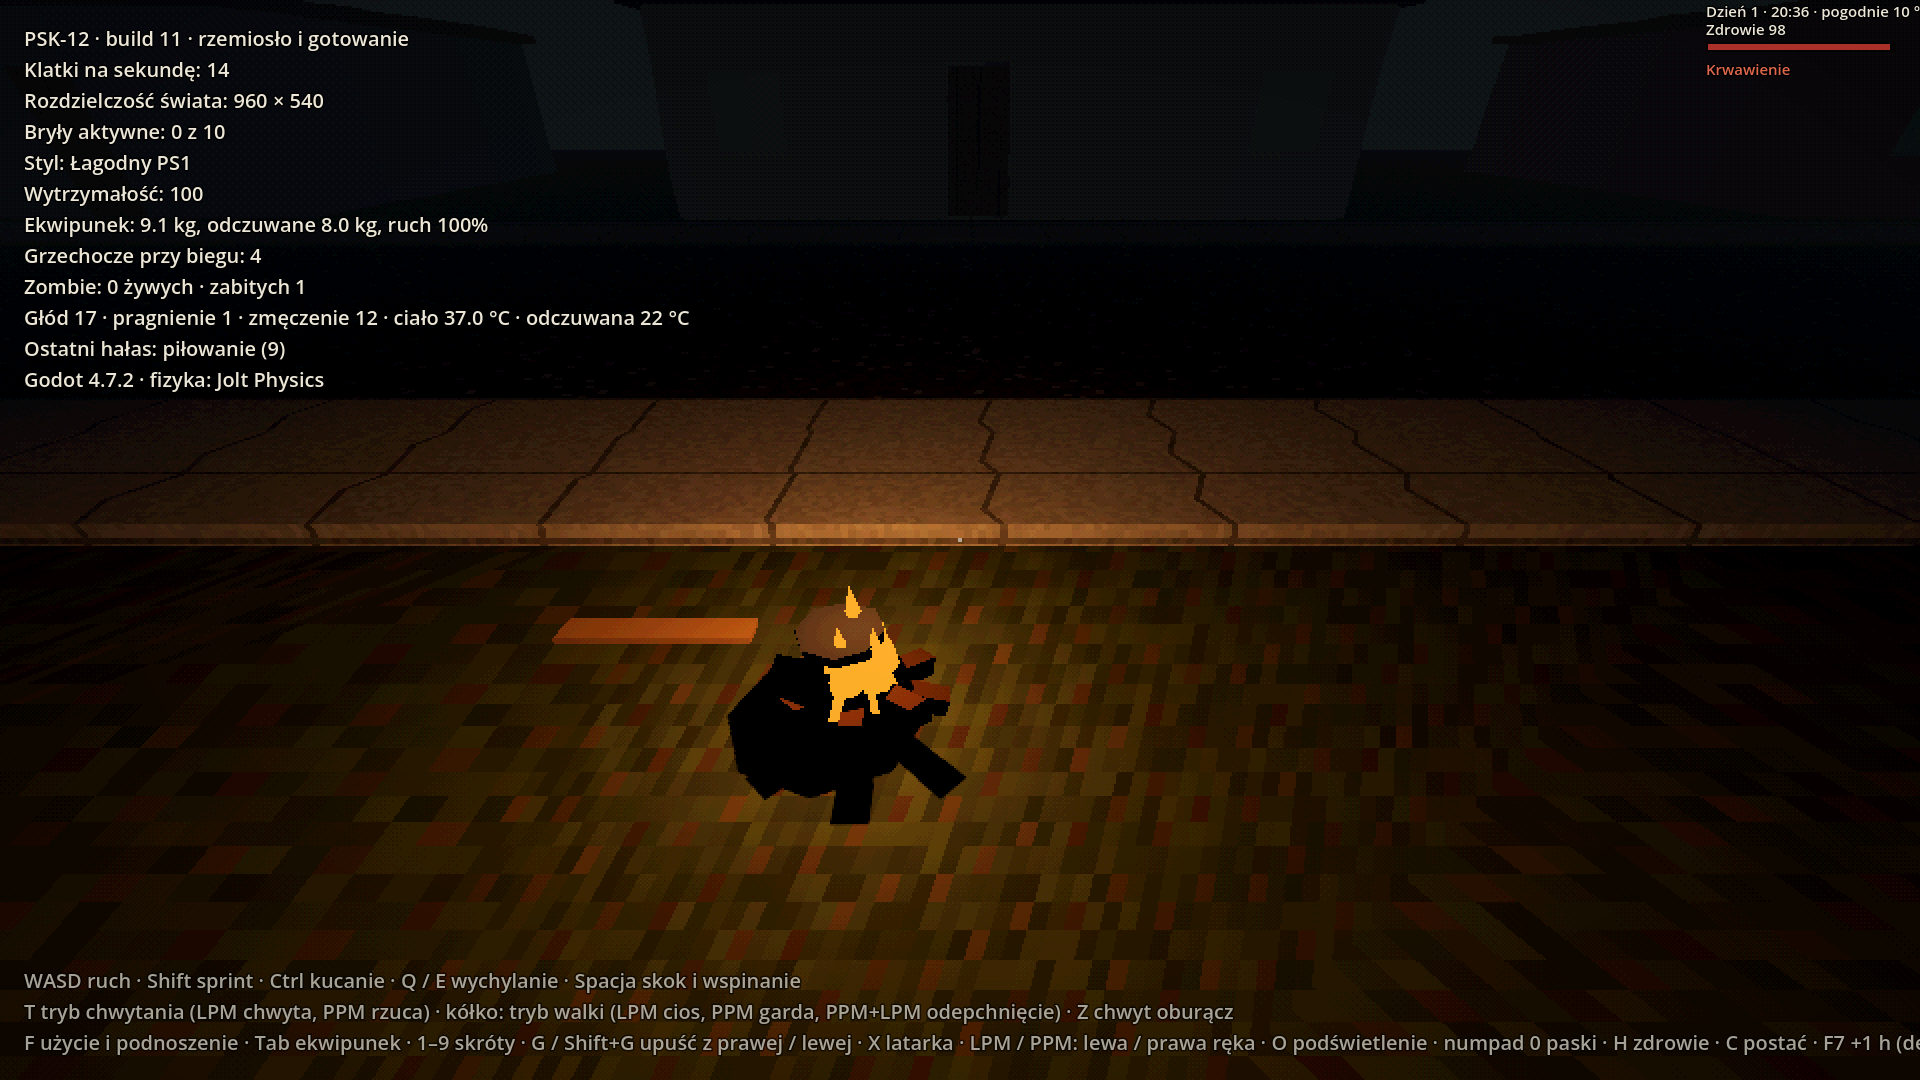 PSK-12 · build 11 · rzemiosło i gotowanie
Klatki na sekundę: 14
Rozdzielczość świata: 960 × 540
Bryły aktywne: 0 z 10
Styl: Łagodny PS1
Wytrzymałość: 100
Ekwipunek: 9.1 kg, odczuwane 8.0 kg, ruch 100%
Grzechocze przy biegu: 4
Zombie: 0 żywych · zabitych 1
Głód 17 · pragnienie 1 · zmęczenie 12 · ciało 37.0 °C · odczuwana 22 °C
Ostatni hałas: piłowanie (9)
Godot 4.7.2 · fizyka: Jolt Physics
Dzień 1 · 20:36 · pogodnie 10 °
Zdrowie 98
Krwawienie
WASD ruch · Shift sprint · Ctrl kucanie · Q / E wychylanie · Spacja skok i wspinanie
T tryb chwytania (LPM chwyta, PPM rzuca) · kółko: tryb walki (LPM cios, PPM garda, PPM+LPM odepchnięcie) · Z chwyt oburącz
F użycie i podnoszenie · Tab ekwipunek · 1–9 skróty · G / Shift+G upuść z prawej / lewej · X latarka · LPM / PPM: lewa / prawa ręka · O podświetlenie · numpad 0 paski · H zdrowie · C postać · F7 +1 h